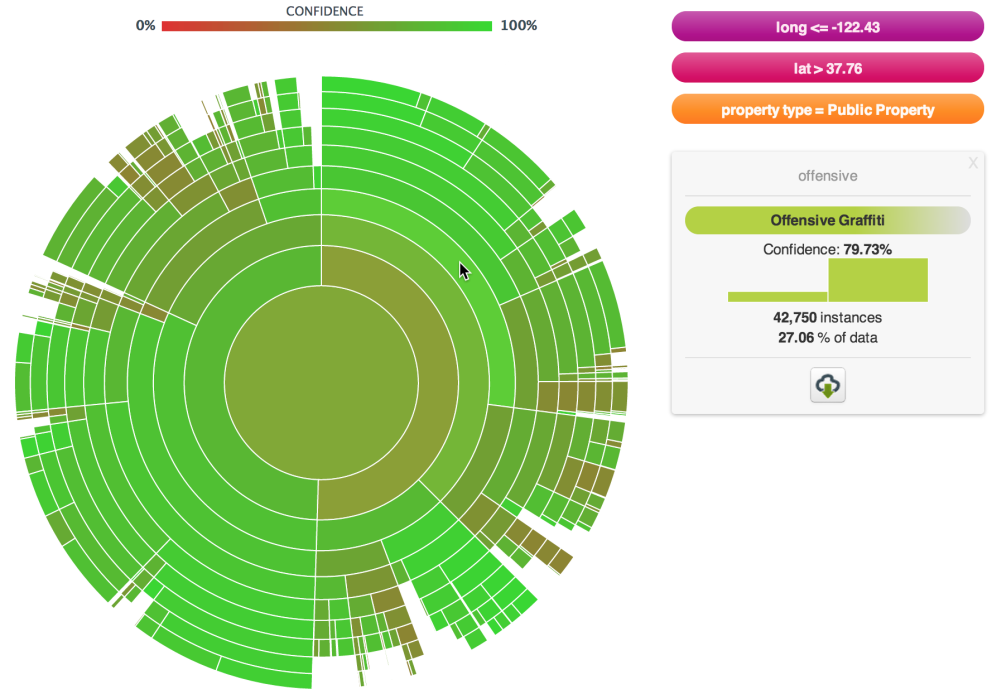 CONFIDENCE
0%
100%
long <= -122.43
lat > 37.76
property type = Public Property
X
offensive
Offensive Graffiti
Confidence: 79.73%
42,750 instances
27.06 % of data